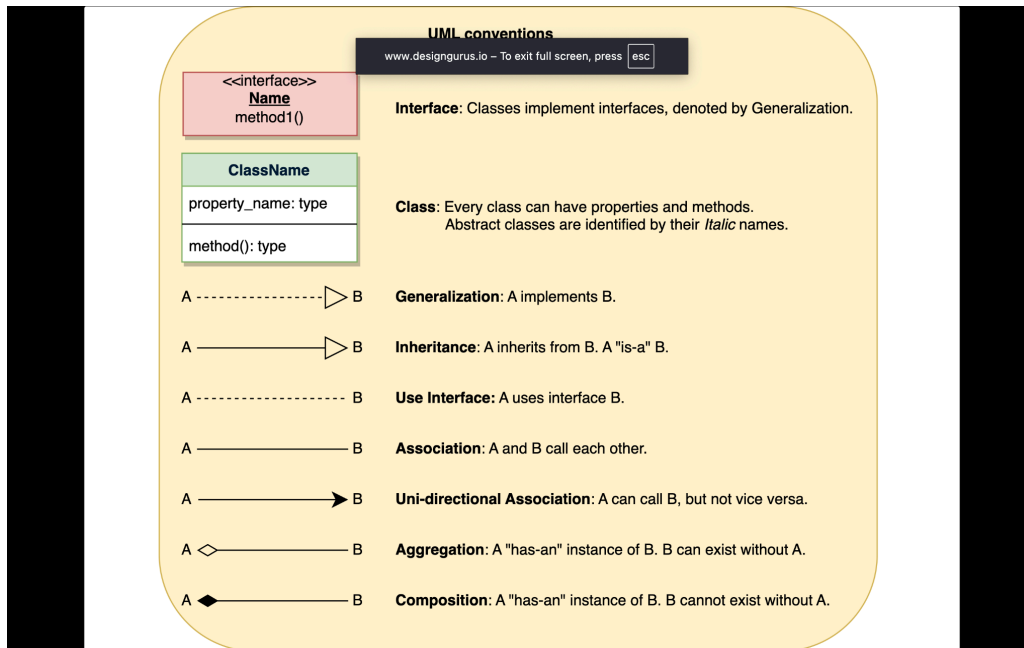 UML conventions
www.designgurus.io – To exit full screen, press esc
<<interface>>
Name
method1()
Interface: Classes implement interfaces, denoted by Generalization.
ClassName
property_name: type
method(): type
Class: Every class can have properties and methods.
Abstract classes are identified by their Italic names.
A B Generalization: A implements B.
A B Inheritance: A inherits from B. A "is-a" B.
A B Use Interface: A uses interface B.
A B Association: A and B call each other.
A B Uni-directional Association: A can call B, but not vice versa.
A B Aggregation: A "has-an" instance of B. B can exist without A.
A B Composition: A "has-an" instance of B. B cannot exist without A.